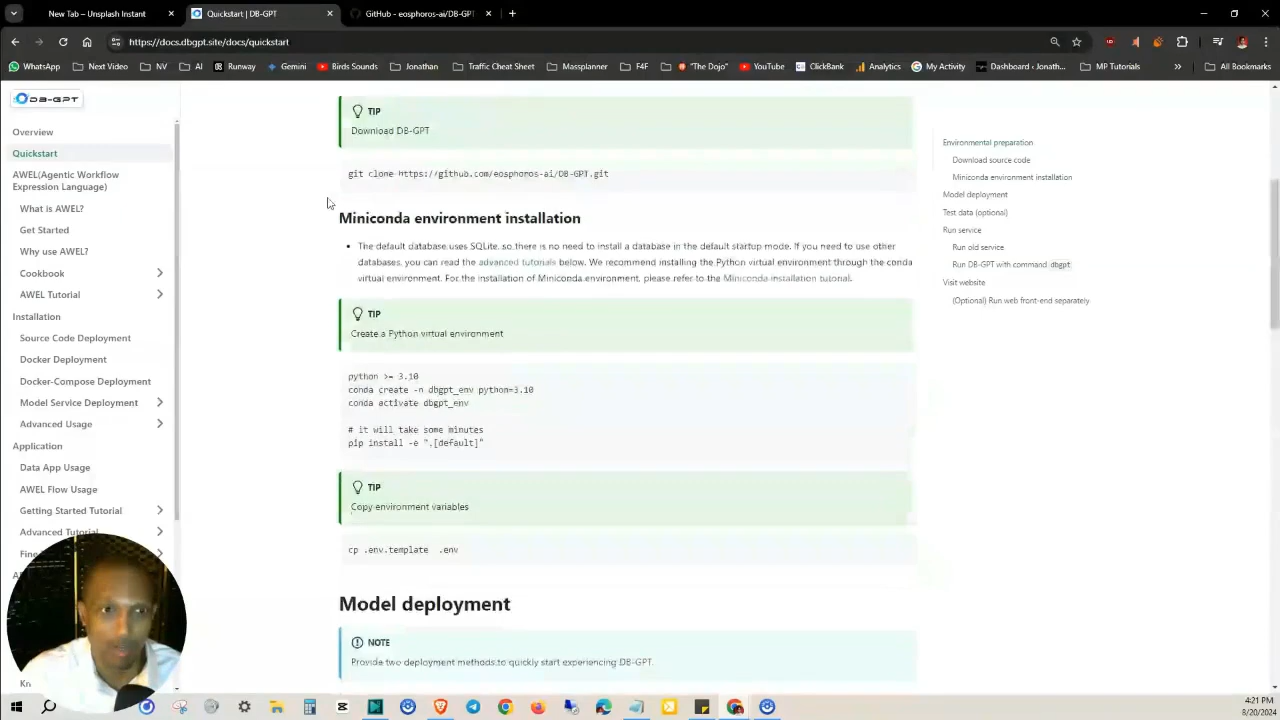 New Tab – Unsplash Instant
Quickstart | DB-GPT
GitHub - eosphoros-ai/DB-GPT
https://docs.dbgpt.site/docs/quickstart
WhatsApp
Next Video
NV
AI
Runway
Gemini
Birds Sounds
Jonathan
Traffic Cheat Sheet
Massplanner
F4F
"The Dojo"
YouTube
ClickBank
Analytics
My Activity
Dashboard ‹ Jonath...
MP Tutorials
All Bookmarks
DB-GPT
Overview
Quickstart
AWEL(Agentic Workflow
Expression Language)
What is AWEL?
Get Started
Why use AWEL?
Cookbook
AWEL Tutorial
Installation
Source Code Deployment
Docker Deployment
Docker-Compose Deployment
Model Service Deployment
Advanced Usage
Application
Data App Usage
AWEL Flow Usage
Getting Started Tutorial
Advanced Tutorial
TIP
Download DB-GPT
git clone https://github.com/eosphoros-ai/DB-GPT.git
Miniconda environment installation
• The default database uses SQLite, so there is no need to install a database in the default startup mode. If you need to use other
databases, you can read the advanced tutorials below. We recommend installing the Python virtual environment through the conda
virtual environment. For the installation of Miniconda environment, please refer to the Miniconda installation tutorial.
TIP
Create a Python virtual environment
python >= 3.10
conda create -n dbgpt_env python=3.10
conda activate dbgpt_env
# it will take some minutes
pip install -e ".[default]"
TIP
Copy environment variables
cp .env.template .env
Model deployment
NOTE
Provide two deployment methods to quickly start experiencing DB-GPT.
Environmental preparation
Download source code
Miniconda environment installation
Model deployment
Test data (optional)
Run service
Run old service
Run DB-GPT with command dbgpt
Visit website
(Optional) Run web front-end separately
4:21 PM
8/20/2024